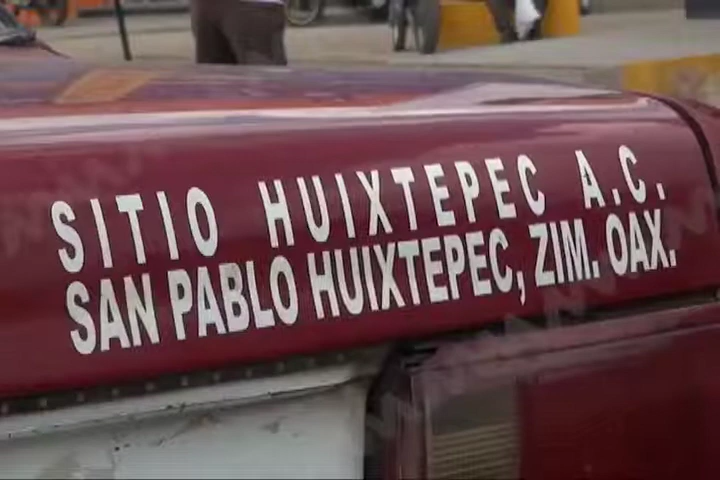 SITIO HUIXTEPEC A.C.
SAN PABLO HUIXTEPEC, ZIM. OAX.